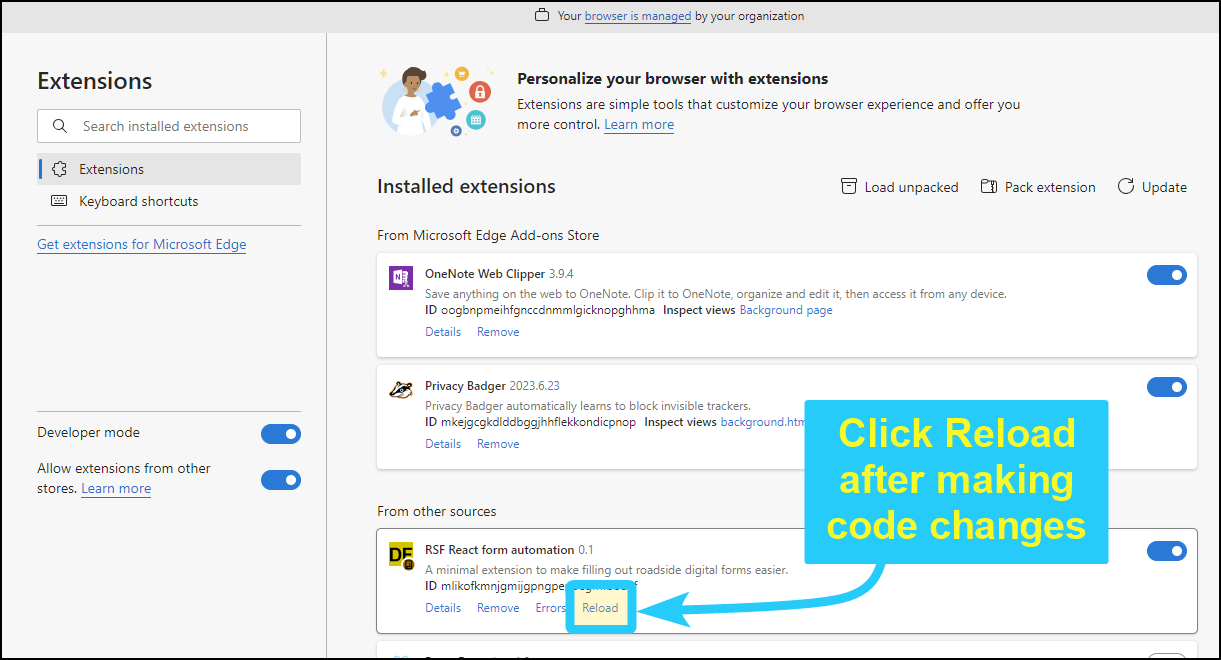 Your browser is managed by your organization
Extensions
Search installed extensions
Extensions
Keyboard shortcuts
Get extensions for Microsoft Edge
Developer mode
Allow extensions from other
stores. Learn more
Personalize your browser with extensions
Extensions are simple tools that customize your browser experience and offer you
more control. Learn more
Installed extensions
Load unpacked
Pack extension
Update
From Microsoft Edge Add-ons Store
OneNote Web Clipper 3.9.4
Save anything on the web to OneNote. Clip it to OneNote, organize and edit it, then access it from any device.
ID oogbnpmeihfgnccdnmmlgicknopghhma Inspect views Background page
Details Remove
Privacy Badger 2023.6.23
Privacy Badger automatically learns to block invisible trackers.
ID mkejgcgkdlddbggjhhflekkondicpnop Inspect views background.htm
Details Remove
Click Reload
after making
code changes
From other sources
DF
RSF React form automation 0.1
A minimal extension to make filling out roadside digital forms easier.
ID
Details Remove Errors Reload